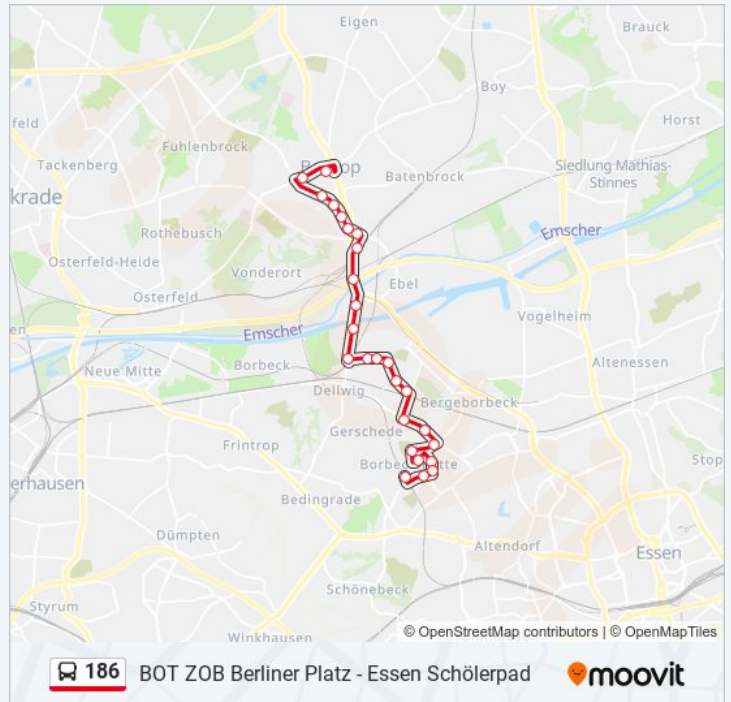 Eigen
Brauck
Boy
Horst
feld
Fuhlenbrock
Tackenberg
Batenbrock
Siedlung Mathias-
Stinnes
krade
Rothebusch
Emscher
Osterfeld-Heide
Vonderort
Ebel
Osterfeld
Vogelheim
en
Emscher
Neue Mitte
Borbeck
Altenessen
Dellwig
Bergeborbeck
Frintrop
Gerschede
Stop
erhausen
Bedingrade
Dümpten
Altendorf
Essen
Schönebeck
Styrum
Winkhausen
© OpenStreetMap contributors | © OpenMapTiles
186 BOT ZOB Berliner Platz - Essen Schölerpad moovit